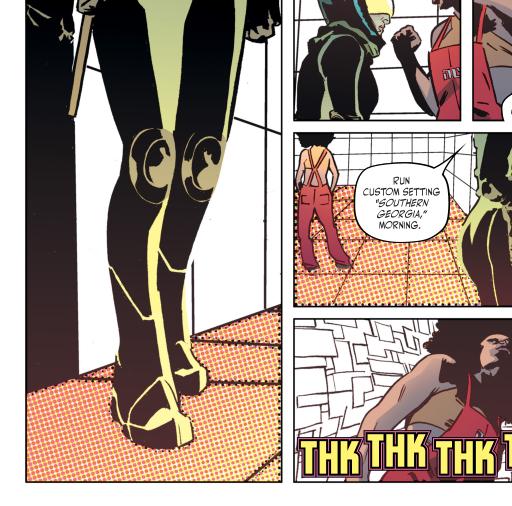 RUN
CUSTOM SETTING
"SOUTHERN
GEORGIA,"
MORNING.
THK THK THK